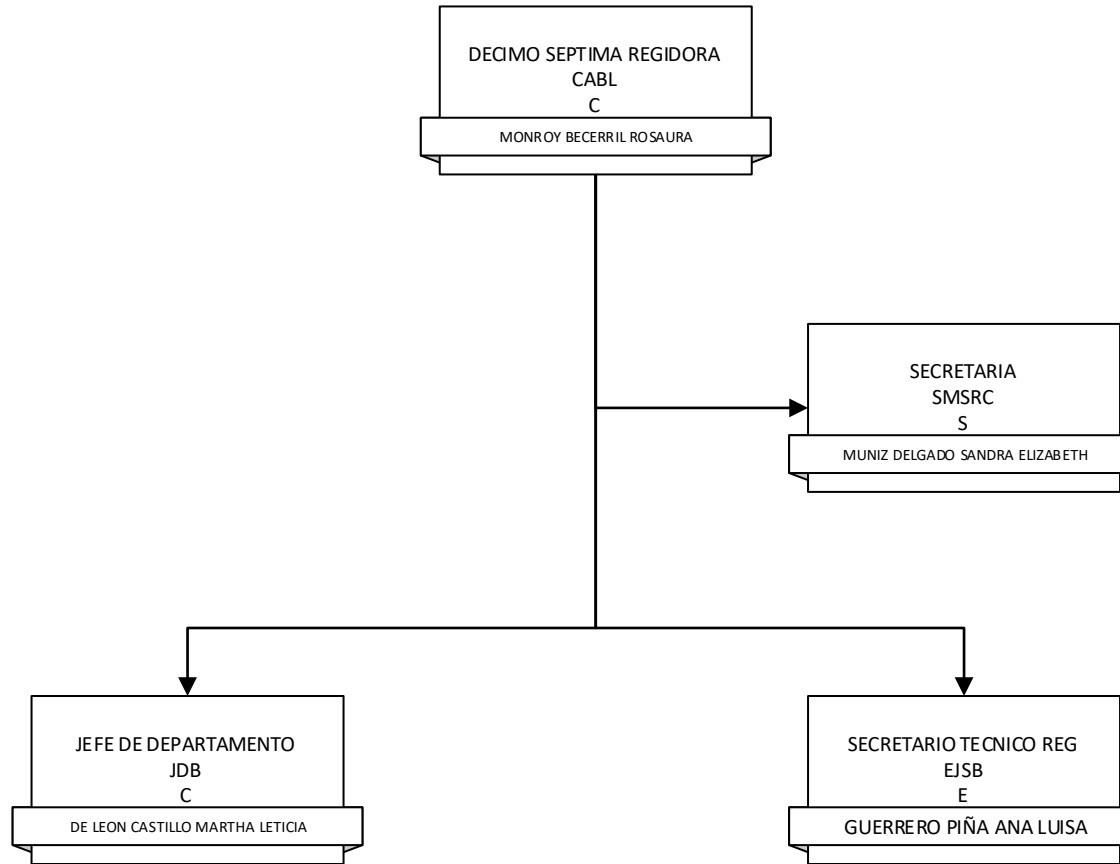 DECIMO SEPTIMA REGIDORA
CABL
C
MONROY BECERRIL ROSAURA
SECRETARIA
SMSRC
S
MUNIZ DELGADO SANDRA ELIZABETH
JEFE DE DEPARTAMENTO
JDB
C
DE LEON CASTILLO MARTHA LETICIA
SECRETARIO TECNICO REG
EJSB
E
GUERRERO PIÑA ANA LUISA